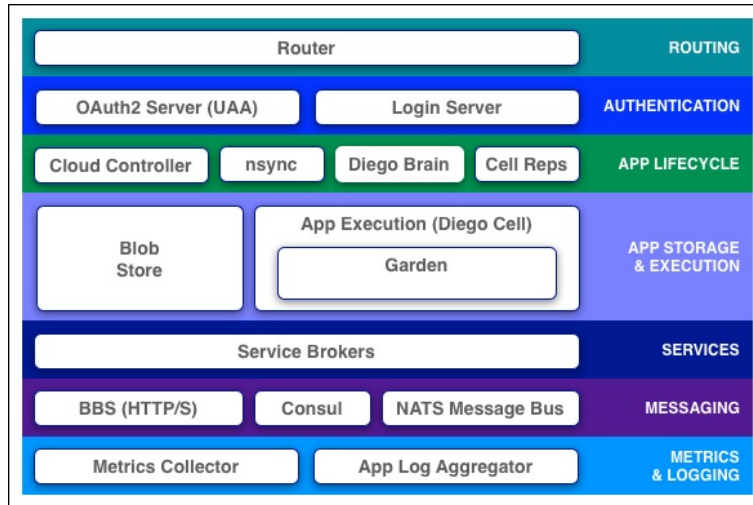 Router
ROUTING
OAuth2 Server (UAA)
Login Server
AUTHENTICATION
Cloud Controller
nsync
Diego Brain
Cell Reps
APP LIFECYCLE
Blob
Store
App Execution (Diego Cell)
Garden
APP STORAGE
& EXECUTION
Service Brokers
SERVICES
BBS (HTTP/S)
Consul
NATS Message Bus
MESSAGING
Metrics Collector
App Log Aggregator
METRICS
& LOGGING